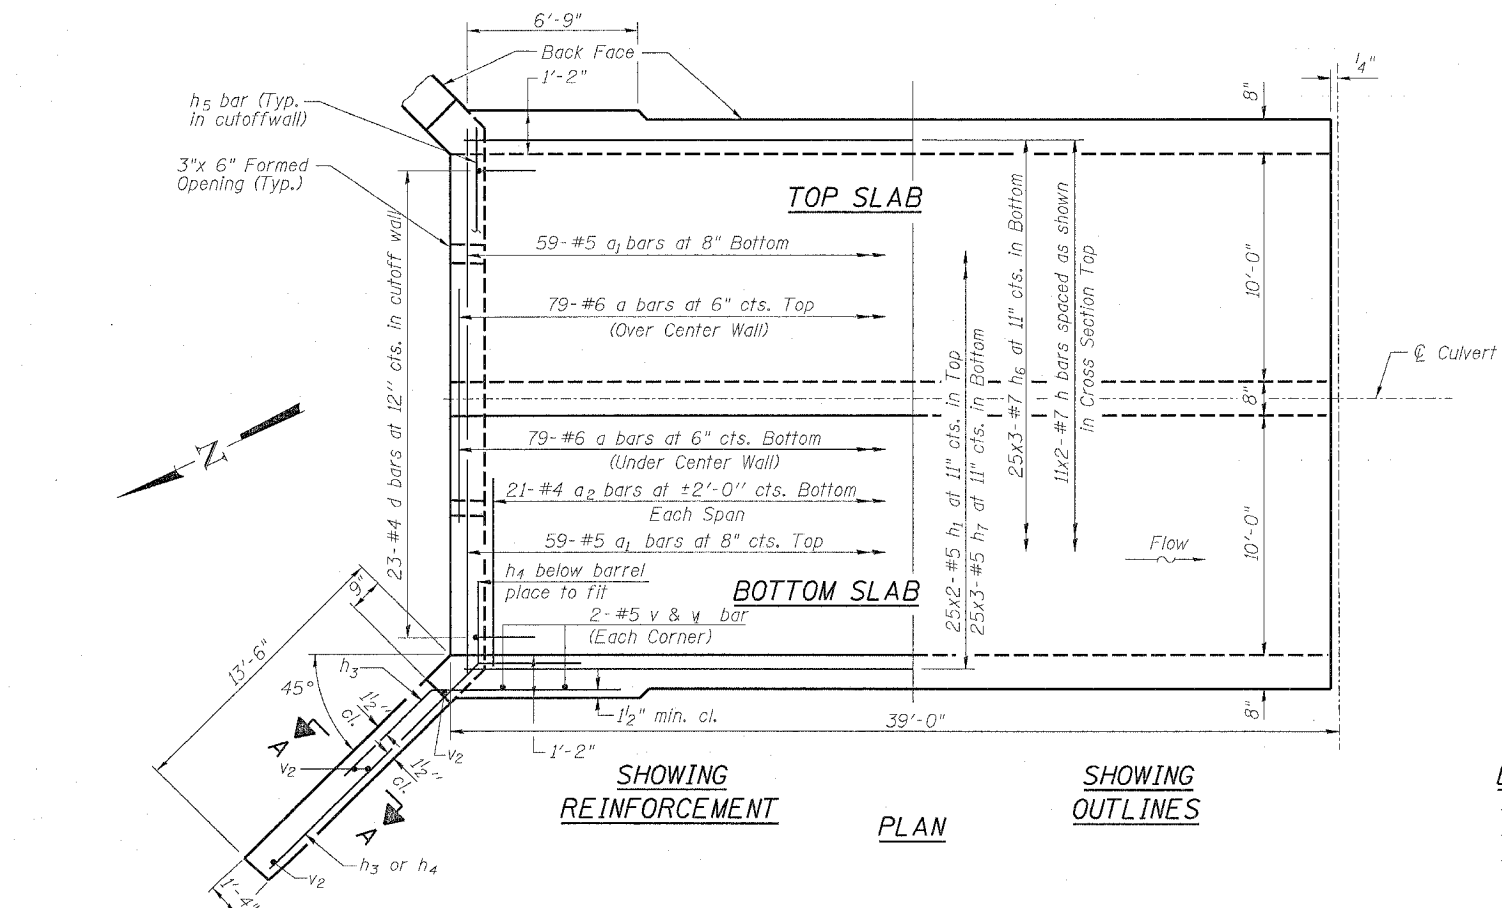 6'-9"
Back Face
1'-2"
1/4"
8"
h5 bar (Typ.
in cutoffwall)
3"x 6" Formed
Opening (Typ.)
TOP SLAB
59-#5 a1 bars at 8" Bottom
79-#6 a bars at 6" cts. Top
(Over Center Wall)
23-#4 d bars at 12" cts. in cutoff wall
25x3-#7 h6 at 11" cts. in Bottom
11x2-#7 h bars spaced as shown
in Cross Section Top
10'-0"
℄ Culvert
8"
N
79-#6 a bars at 6" cts. Bottom
(Under Center Wall)
21-#4 a2 bars at ±2'-0" cts. Bottom
Each Span
59-#5 a1 bars at 8" cts. Top
25x2-#5 h1 at 11" cts. in Top
25x3-#5 h7 at 11" cts. in Bottom
10'-0"
Flow
h4 below barrel
place to fit
BOTTOM SLAB
2-#5 v & v1 bar
(Each Corner)
9"
13'-6"
45°
h3
1 1/2"
cl.
A
v2
1 1/2"
cl.
A
v2
1 1/2" min. cl.
1'-2"
39'-0"
8"
h3 or h4
v2
1'-4"
SHOWING
REINFORCEMENT
PLAN
SHOWING
OUTLINES